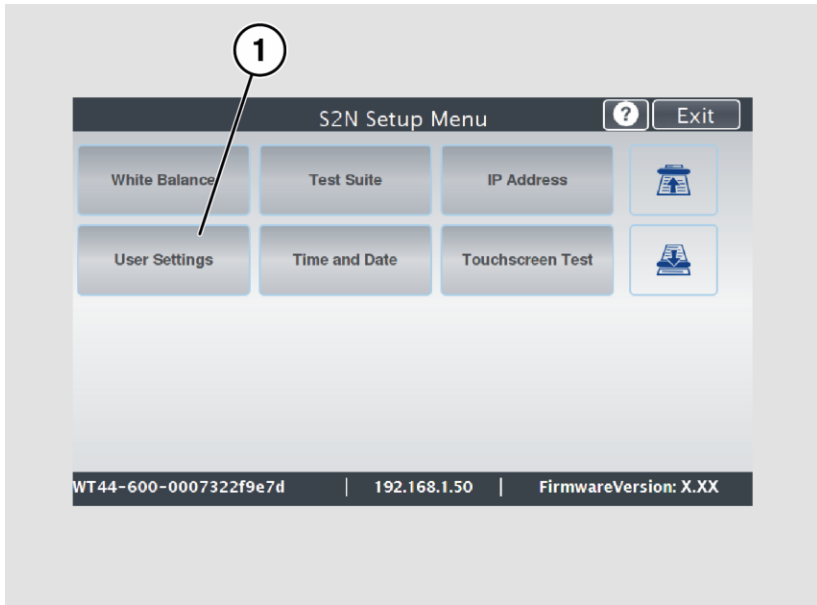 1
S2N Setup Menu ? Exit
White Balance Test Suite IP Address
User Settings Time and Date Touchscreen Test
WT44-600-0007322f9e7d | 192.168.1.50 | FirmwareVersion: X.XX